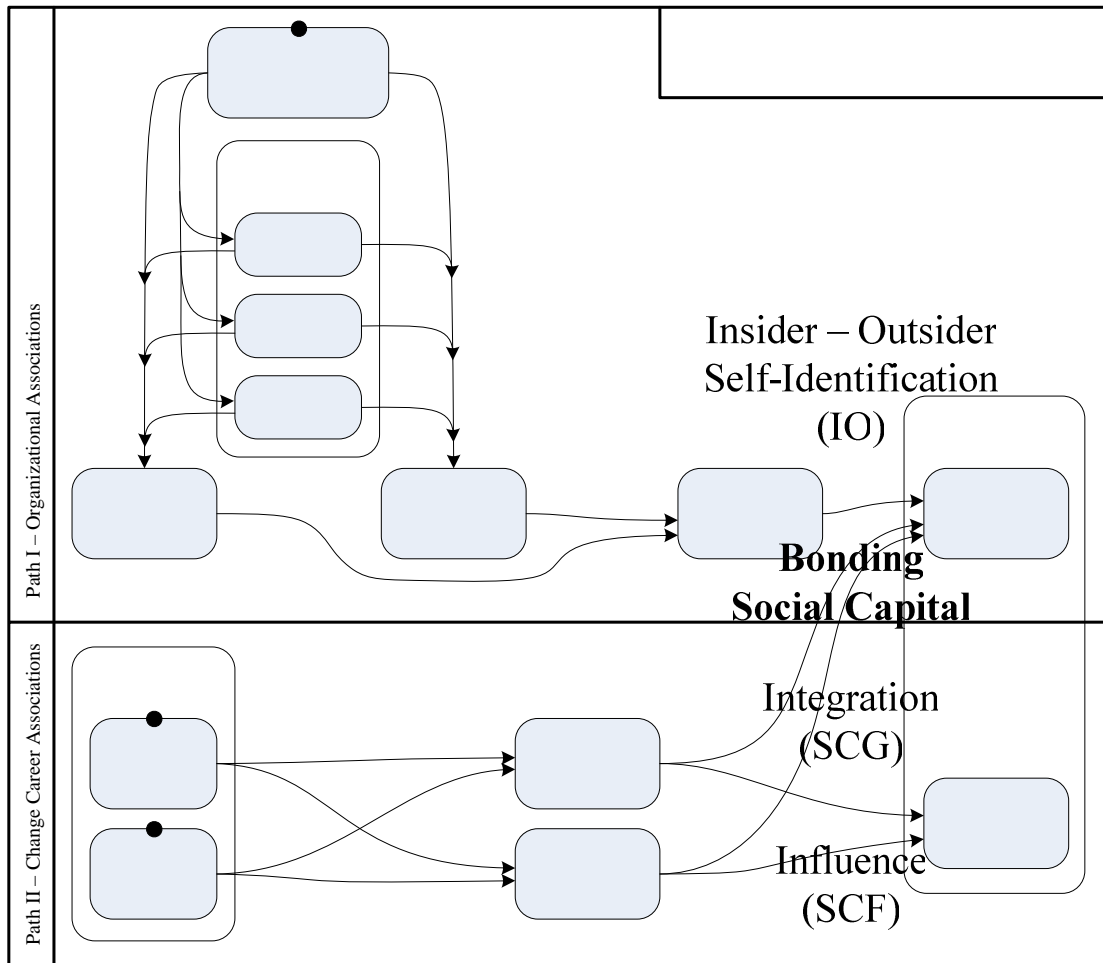 Path I – Organizational Associations
Insider – Outsider
Self-Identification
(IO)
Bonding
Social Capital
Path II – Change Career Associations
Integration
(SCG)
Influence
(SCF)